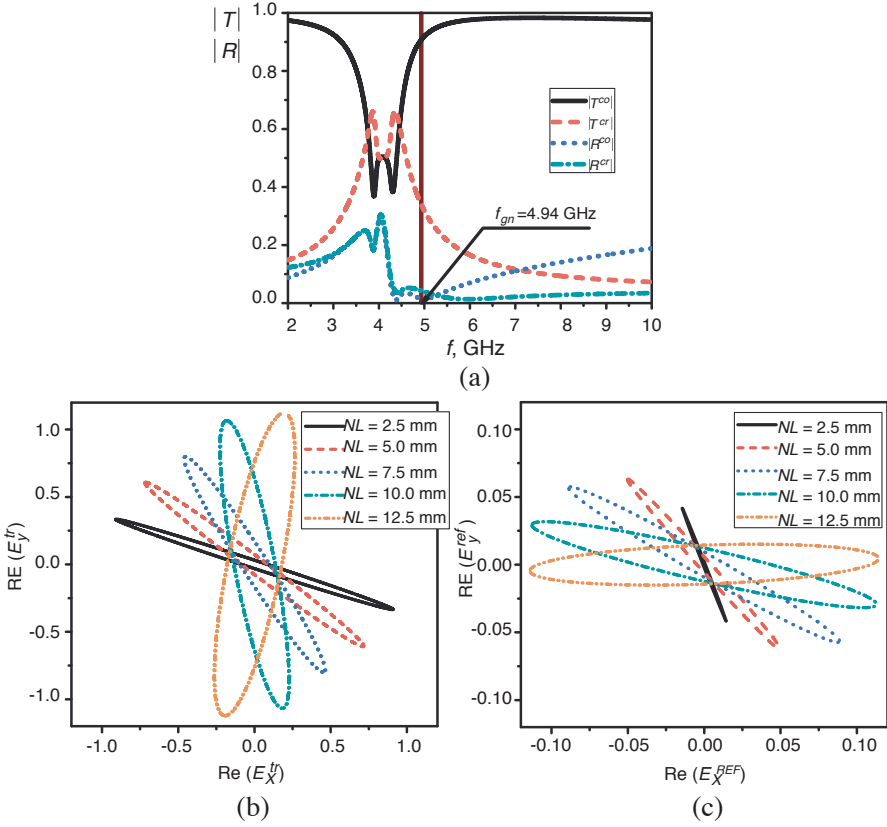 |T|
|R|
1.0
0.8
0.6
0.4
0.2
0.0
|T^co|
|T^cr|
|R^co|
|R^cr|
f_gn=4.94 GHz
2 3 4 5 6 7 8 9 10
f, GHz
(a)
RE (E_y^tr)
1.0
0.5
0.0
-0.5
-1.0
NL = 2.5 mm
NL = 5.0 mm
NL = 7.5 mm
NL = 10.0 mm
NL = 12.5 mm
-1.0 -0.5 0.0 0.5 1.0
Re (E_X^tr)
(b)
RE (E_y^ref)
0.10
0.05
0.00
-0.05
-0.10
NL = 2.5 mm
NL = 5.0 mm
NL = 7.5 mm
NL = 10.0 mm
NL = 12.5 mm
-0.10 -0.05 0.00 0.05 0.10
Re (E_X^REF)
(c)